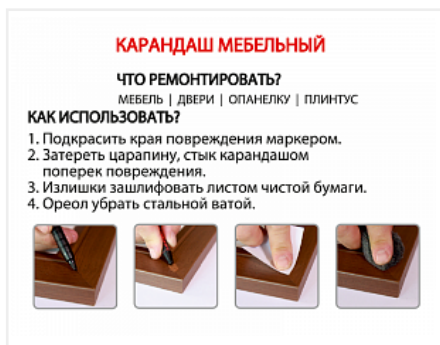 КАРАНДАШ МЕБЕЛЬНЫЙ
ЧТО РЕМОНТИРОВАТЬ?
МЕБЕЛЬ | ДВЕРИ | ОПАНЕЛКУ | ПЛИНТУС
КАК ИСПОЛЬЗОВАТЬ?
1. Подкрасить края повреждения маркером.
2. Затереть царапину, стык карандашом
поперек повреждения.
3. Излишки зашлифовать листом чистой бумаги.
4. Ореол убрать стальной ватой.